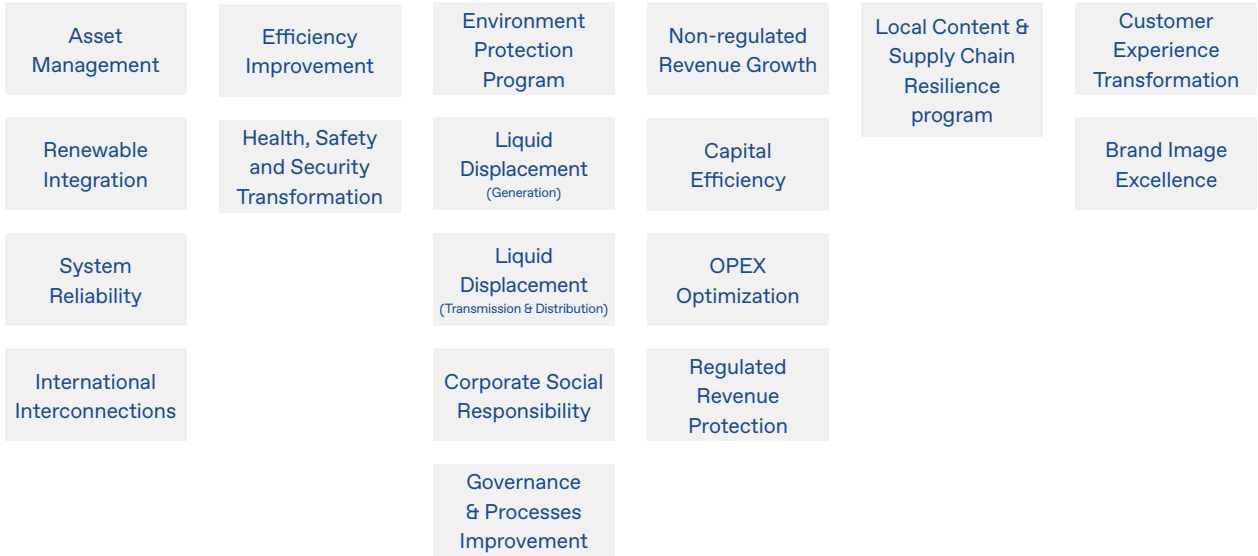 Asset
Management
Renewable
Integration
System
Reliability
International
Interconnections
Efficiency
Improvement
Health, Safety
and Security
Transformation
Environment
Protection
Program
Liquid
Displacement
(Generation)
Liquid
Displacement
(Transmission & Distribution)
Corporate Social
Responsibility
Governance
& Processes
Improvement
Non-regulated
Revenue Growth
Capital
Efficiency
OPEX
Optimization
Regulated
Revenue
Protection
Local Content &
Supply Chain
Resilience
program
Customer
Experience
Transformation
Brand Image
Excellence